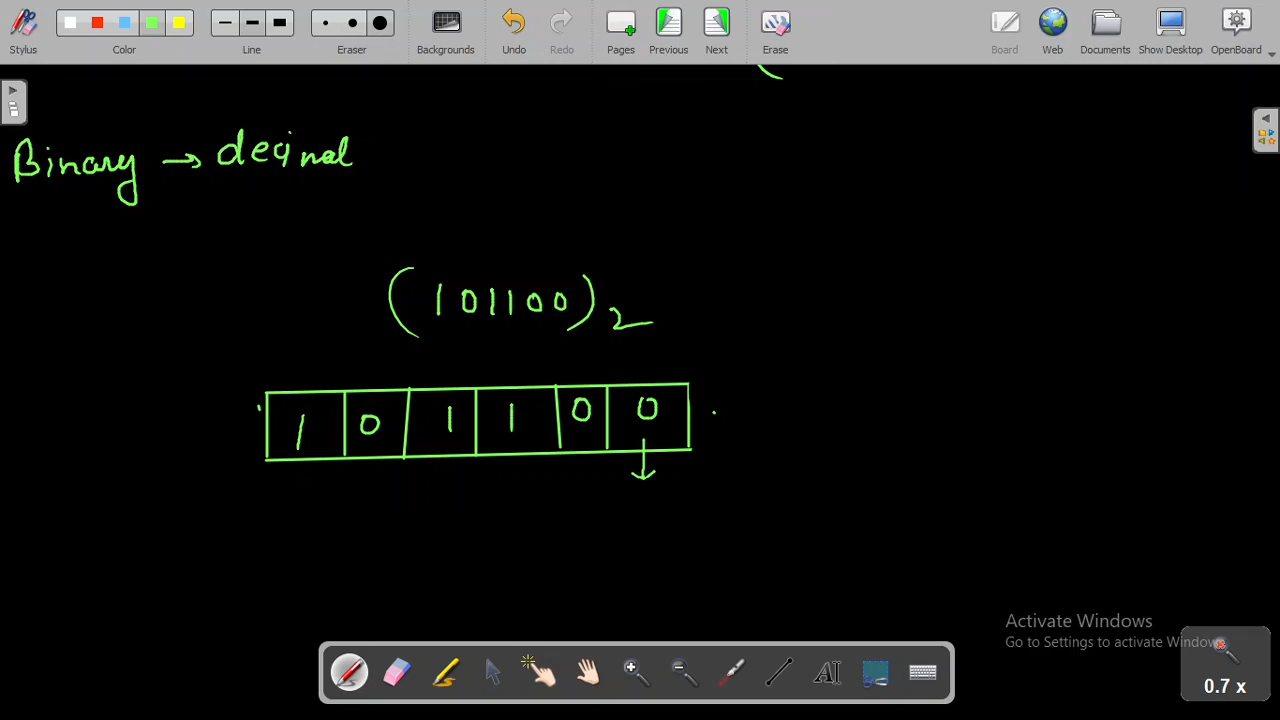 Stylus Color Line Eraser Backgrounds Undo Redo Pages Previous Next Erase Board Web Documents Show Desktop OpenBoard
Binary → decimal
(101100)2
1 0 1 1 0 0
Activate Windows
Go to Settings to activate Windows
0.7 x